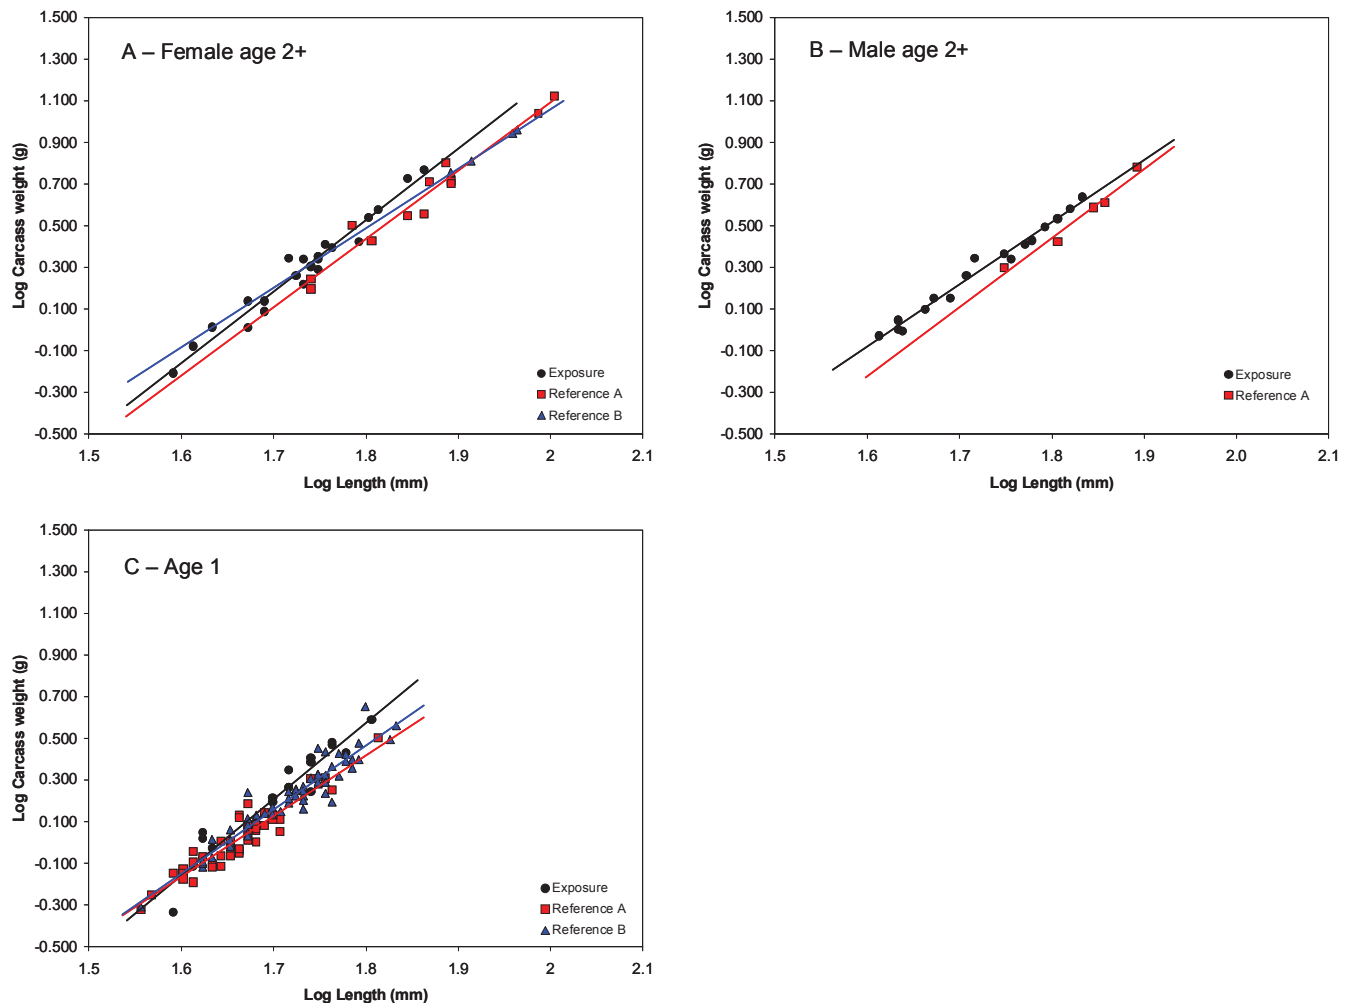 A – Female age 2+
Log Carcass weight (g)
1.500
1.300
1.100
0.900
0.700
0.500
0.300
0.100
-0.100
-0.300
-0.500
1.5 1.6 1.7 1.8 1.9 2 2.1
Log Length (mm)
Exposure
Reference A
Reference B
B – Male age 2+
Log Carcass weight (g)
1.500
1.300
1.100
0.900
0.700
0.500
0.300
0.100
-0.100
-0.300
-0.500
1.5 1.6 1.7 1.8 1.9 2.0 2.1
Log Length (mm)
Exposure
Reference A
C – Age 1
Log Carcass weight (g)
1.500
1.300
1.100
0.900
0.700
0.500
0.300
0.100
-0.100
-0.300
-0.500
1.5 1.6 1.7 1.8 1.9 2 2.1
Log Length (mm)
Exposure
Reference A
Reference B